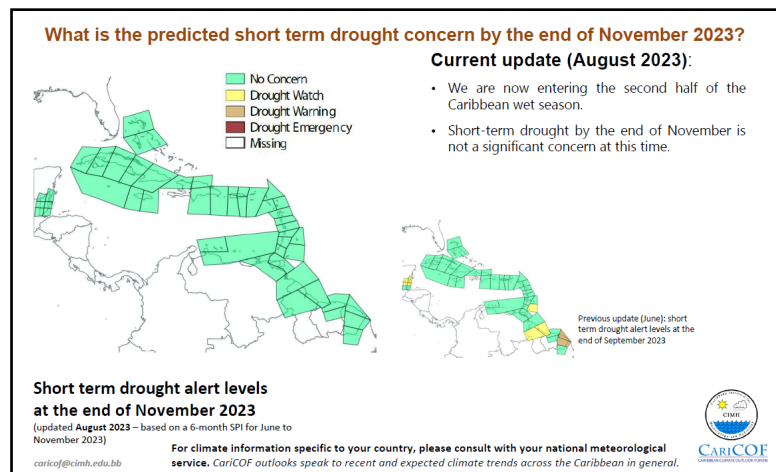 What is the predicted short term drought concern by the end of November 2023?
Current update (August 2023):
• We are now entering the second half of the
Caribbean wet season.
• Short-term drought by the end of November is
not a significant concern at this time.
No Concern
Drought Watch
Drought Warning
Drought Emergency
Missing
Previous update (June): short
term drought alert levels at the
end of September 2023
Short term drought alert levels
at the end of November 2023
(updated August 2023 – based on a 6-month SPI for June to
November 2023)
caricof@cimh.edu.bb
For climate information specific to your country, please consult with your national meteorological
service. CariCOF outlooks speak to recent and expected climate trends across the Caribbean in general.
CIMH
CARICOF
CARIBBEAN CLIMATE OUTLOOK FORUM